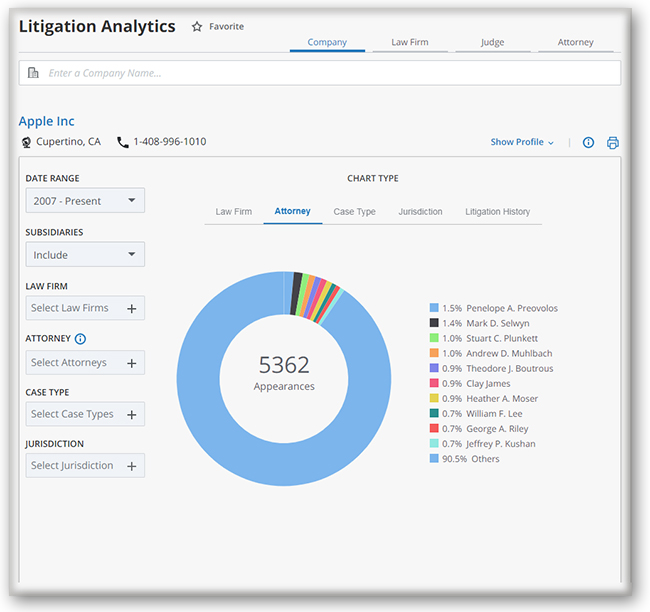 Litigation Analytics Favorite
Company Law Firm Judge Attorney
Enter a Company Name...
Apple Inc
Cupertino, CA 1-408-996-1010
Show Profile
DATE RANGE
2007 - Present
SUBSIDIARIES
Include
LAW FIRM
Select Law Firms
ATTORNEY
Select Attorneys
CASE TYPE
Select Case Types
JURISDICTION
Select Jurisdiction
CHART TYPE
Law Firm Attorney Case Type Jurisdiction Litigation History
5362
Appearances
1.5% Penelope A. Preovolos
1.4% Mark D. Selwyn
1.0% Stuart C. Plunkett
1.0% Andrew D. Muhlbach
0.9% Theodore J. Boutrous
0.9% Clay James
0.9% Heather A. Moser
0.7% William F. Lee
0.7% George A. Riley
0.7% Jeffrey P. Kushan
90.5% Others